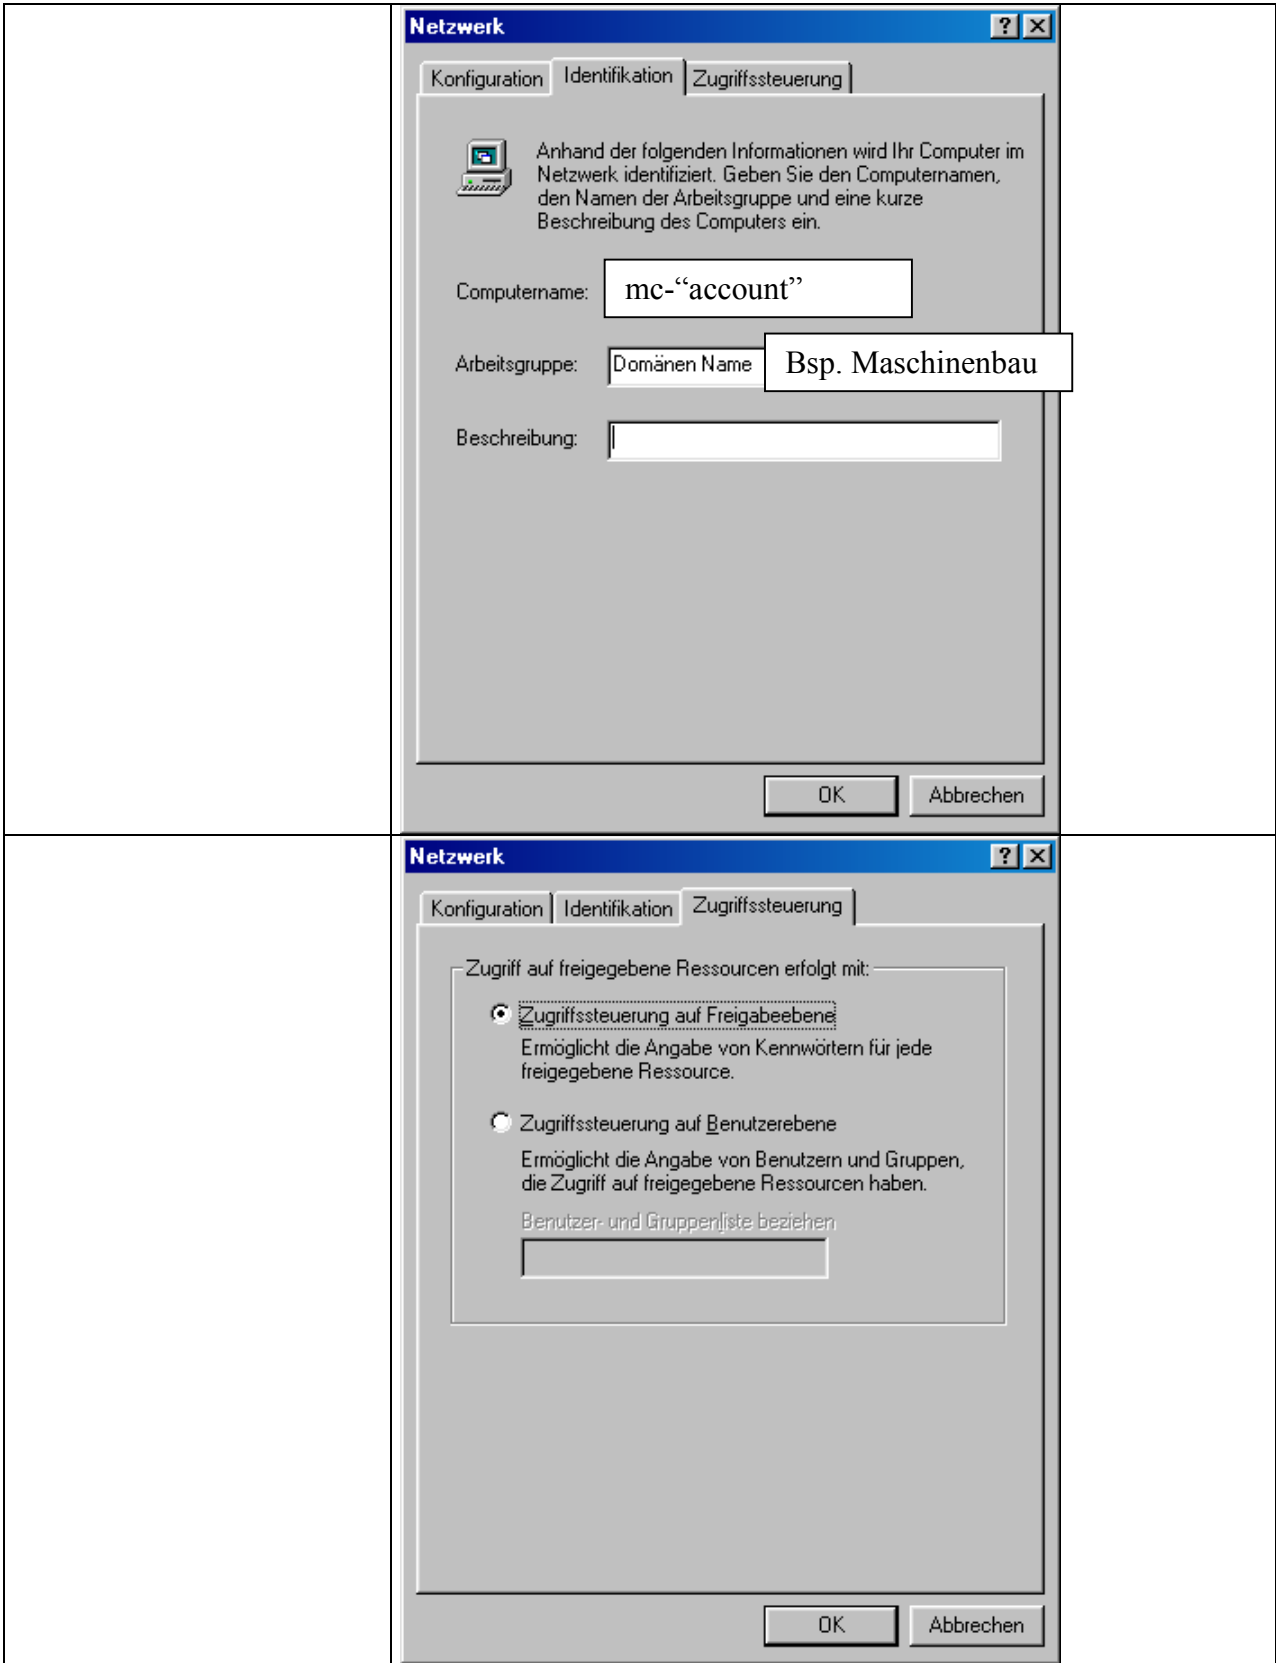 Netzwerk
Konfiguration Identifikation Zugriffssteuerung
Anhand der folgenden Informationen wird Ihr Computer im
Netzwerk identifiziert. Geben Sie den Computernamen,
den Namen der Arbeitsgruppe und eine kurze
Beschreibung des Computers ein.
Computername: mc-“account”
Arbeitsgruppe: Domänen Name Bsp. Maschinenbau
Beschreibung:
OK Abbrechen
Netzwerk
Konfiguration Identifikation Zugriffssteuerung
Zugriff auf freigegebene Ressourcen erfolgt mit:
Zugriffssteuerung auf Freigabeebene
Ermöglicht die Angabe von Kennwörtern für jede
freigegebene Ressource.
Zugriffssteuerung auf Benutzerebene
Ermöglicht die Angabe von Benutzern und Gruppen,
die Zugriff auf freigegebene Ressourcen haben.
Benutzer- und Gruppenliste beziehen
OK Abbrechen